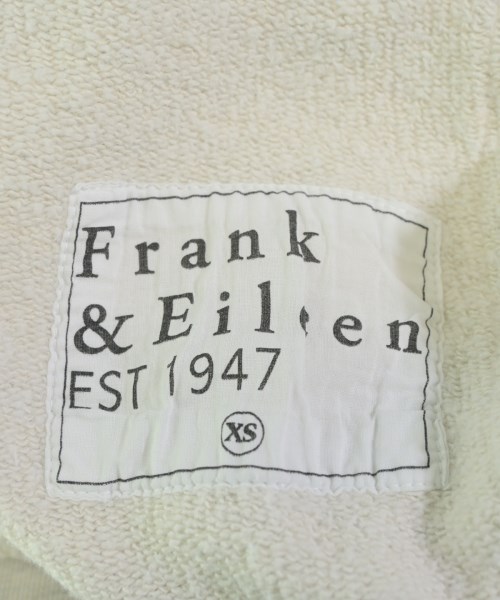 Frank
& Eileen
EST 1947
XS